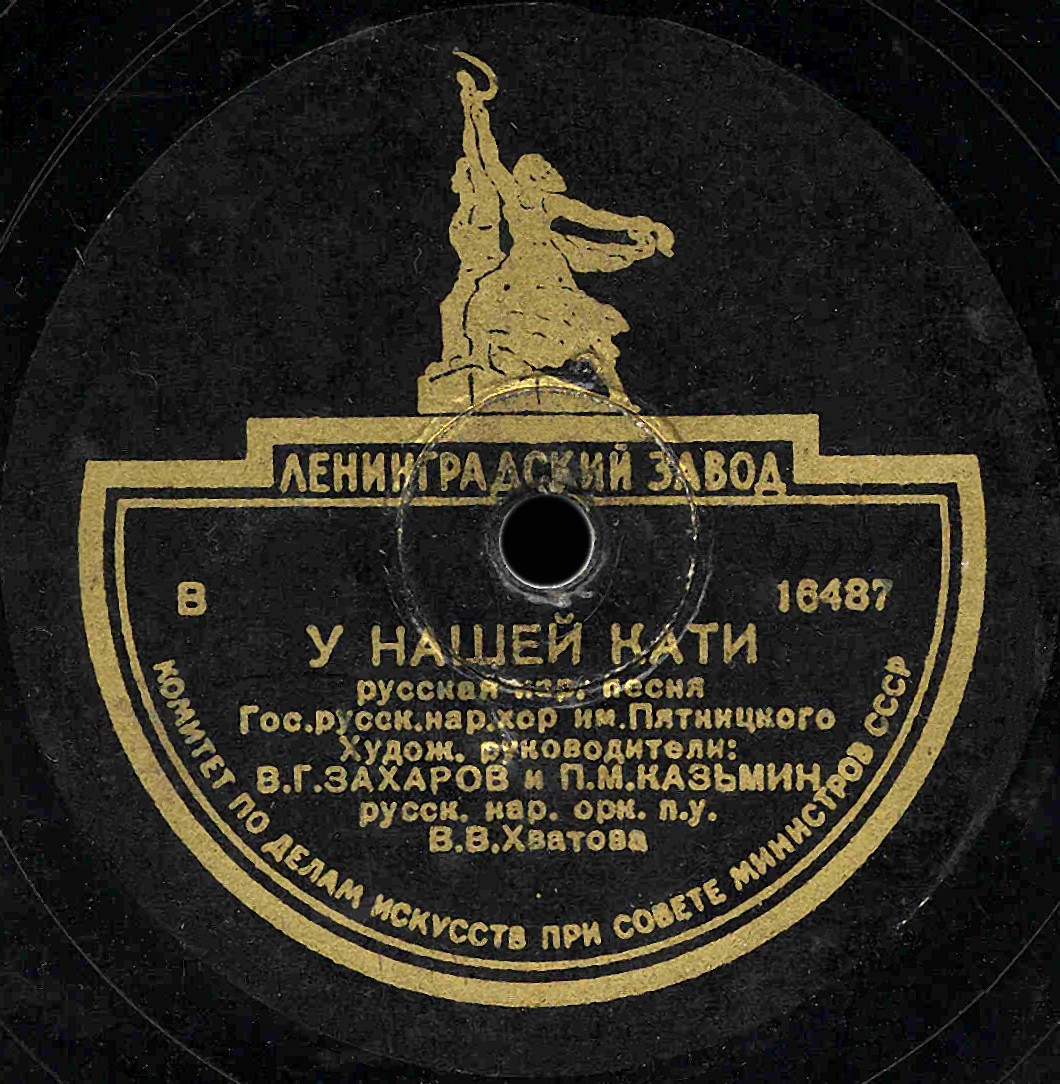 ЛЕНИНГРАДСКИЙ ЗАВОД
В 16487
У НАШЕЙ КАТИ
русская нар. песня
Гос.русск.нар.хор им.Пятницкого
Худож. руководители:
В.Г.ЗАХАРОВ и П.М.КАЗЬМИН
русск. нар. орк. п.у.
В.В.Хватова
КОМИТЕТ ПО ДЕЛАМ ИСКУССТВ ПРИ СОВЕТЕ МИНИСТРОВ СССР